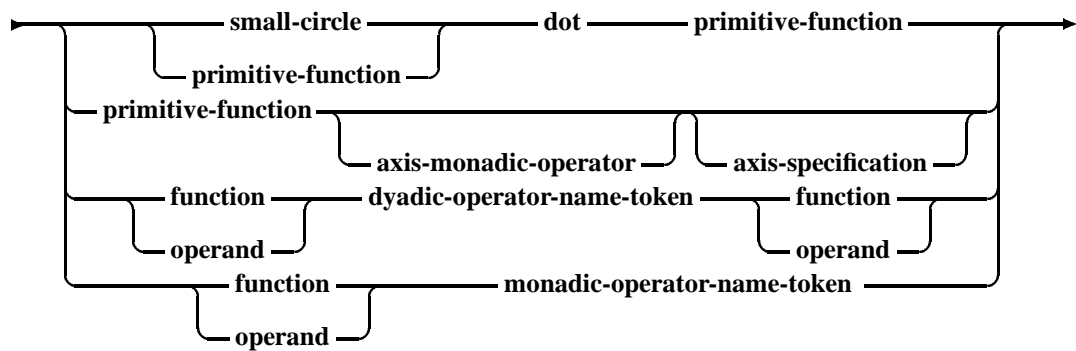 small-circle dot primitive-function
primitive-function
primitive-function
axis-monadic-operator axis-specification
function dyadic-operator-name-token function
operand operand
function monadic-operator-name-token
operand